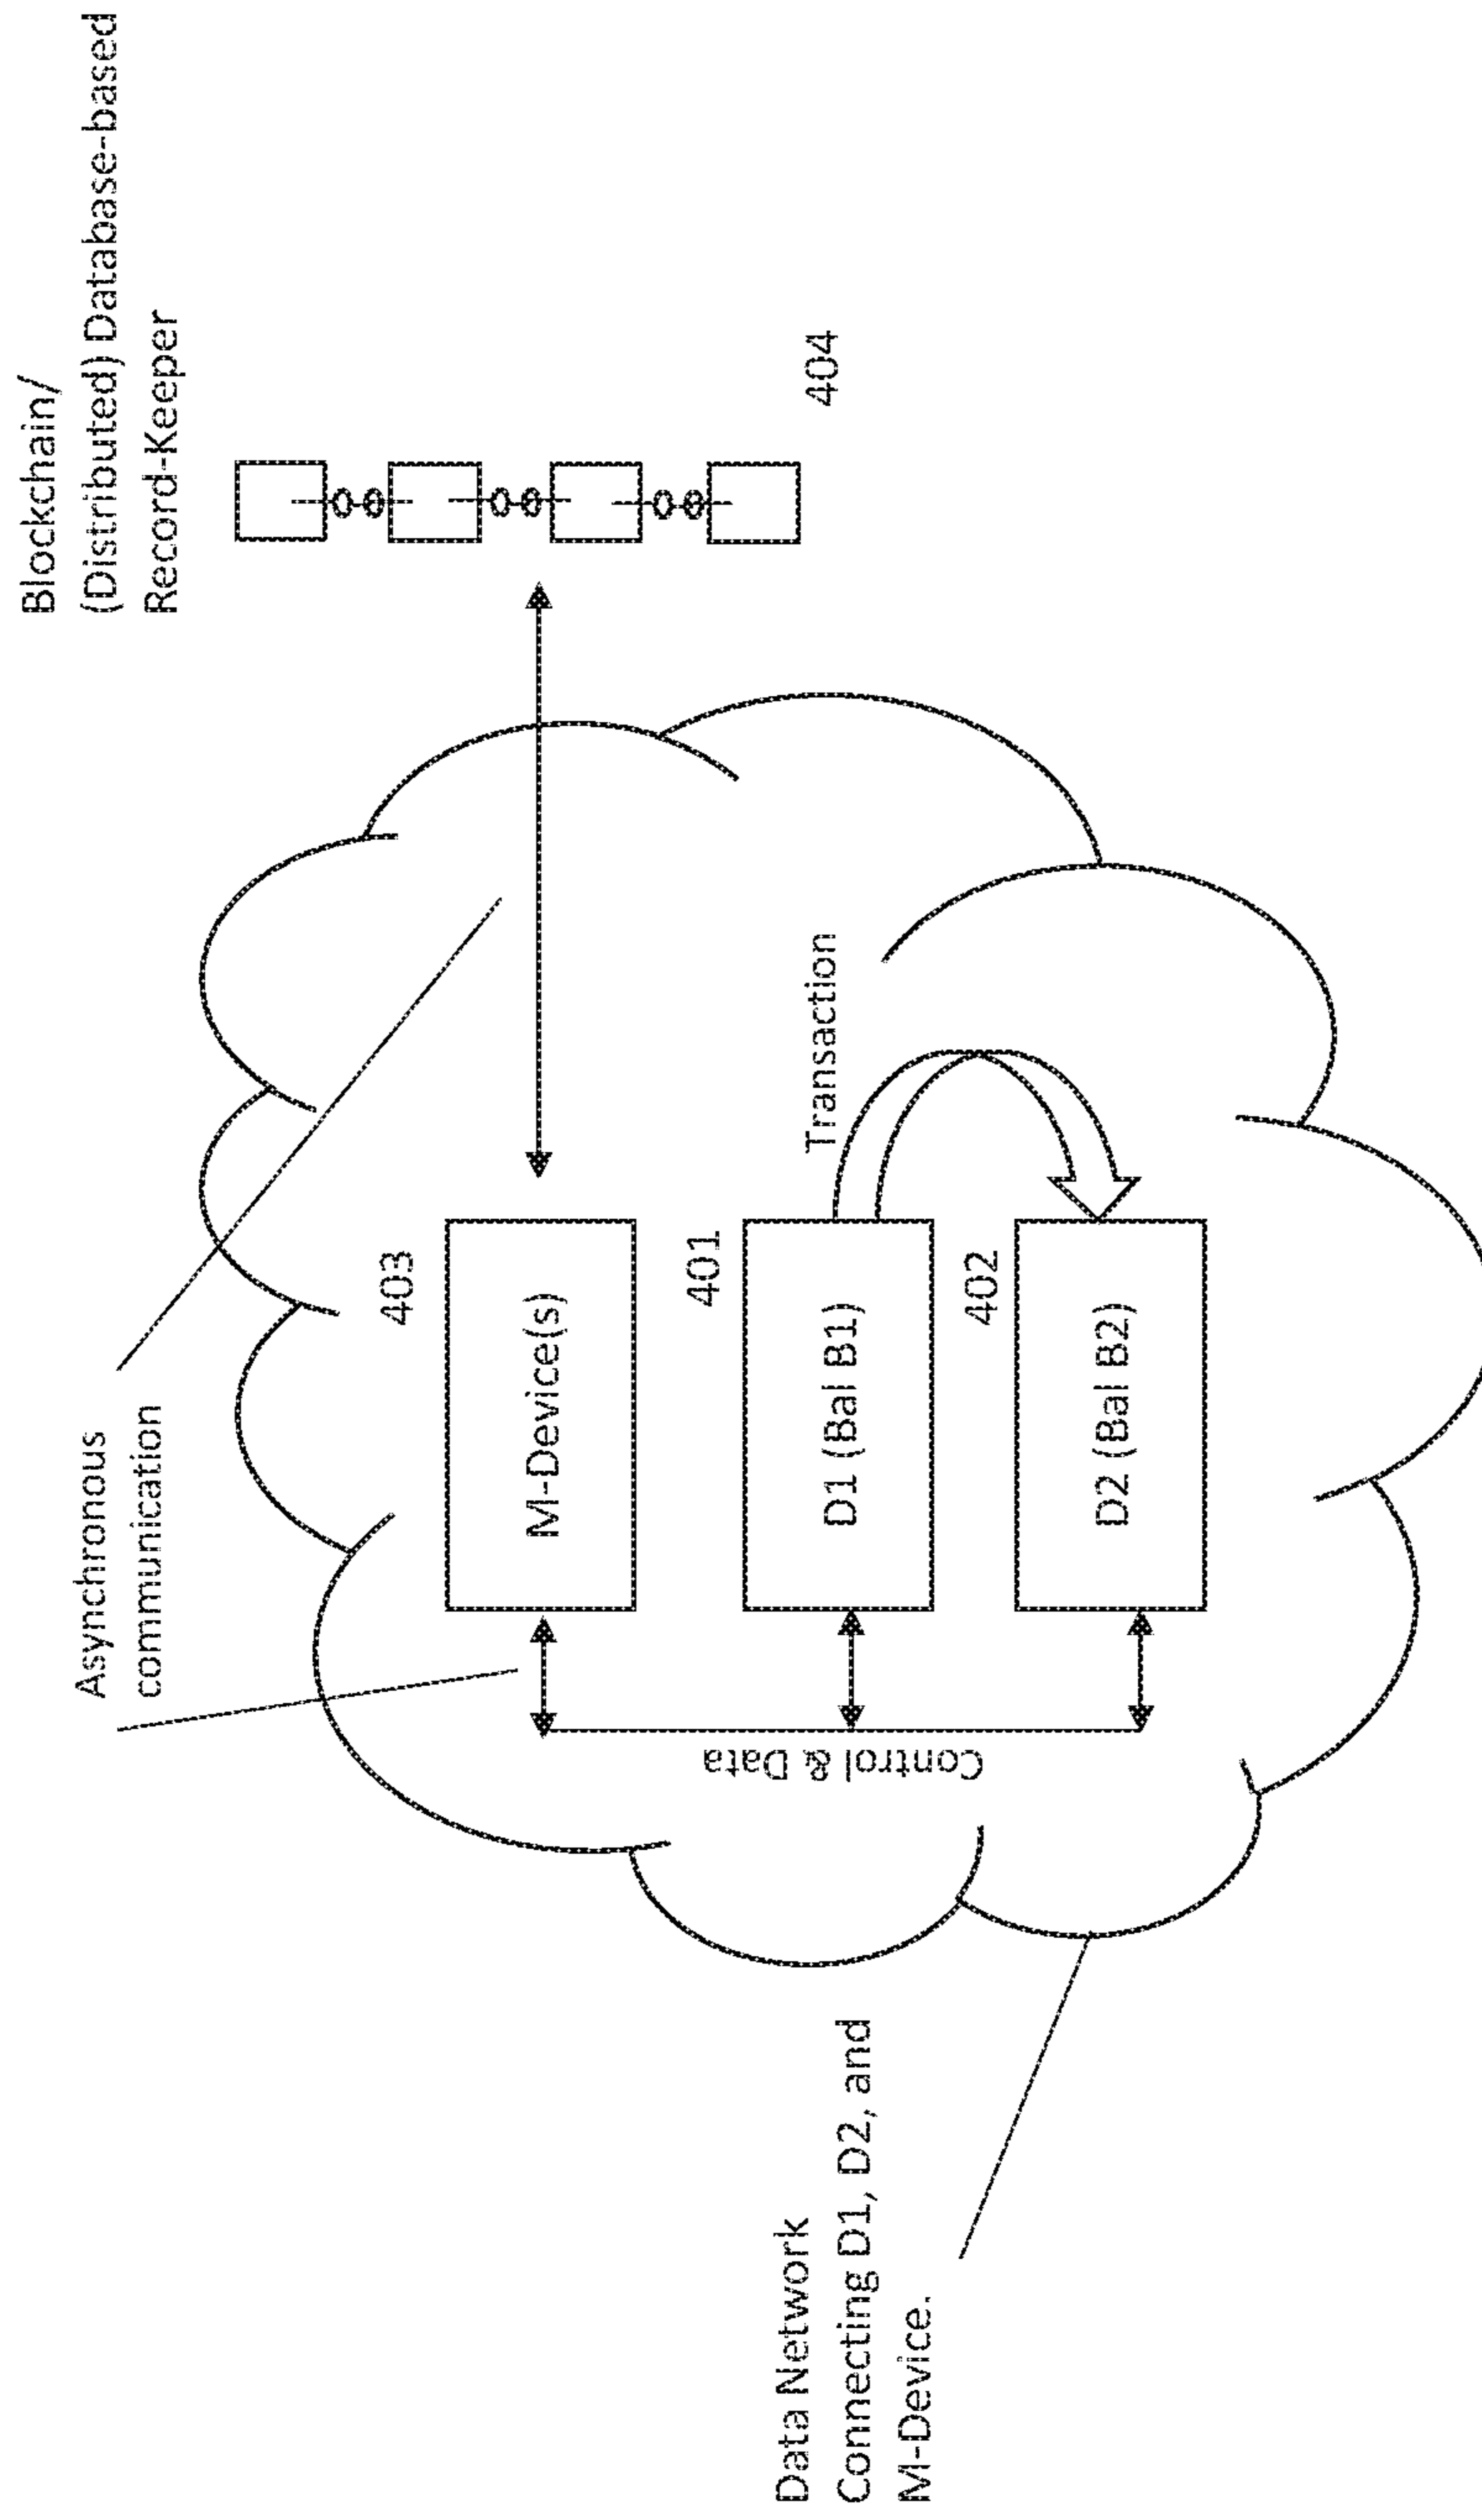 Blockchain/
(Distributed) Database-based
Record-Keeper
Asynchronous
communication
404
403
M-Device(s)
Transaction
401
D1 (Bal B1)
402
D2 (Bal B2)
Control & Data
Data Network
Connecting D1, D2, and
M-Device.